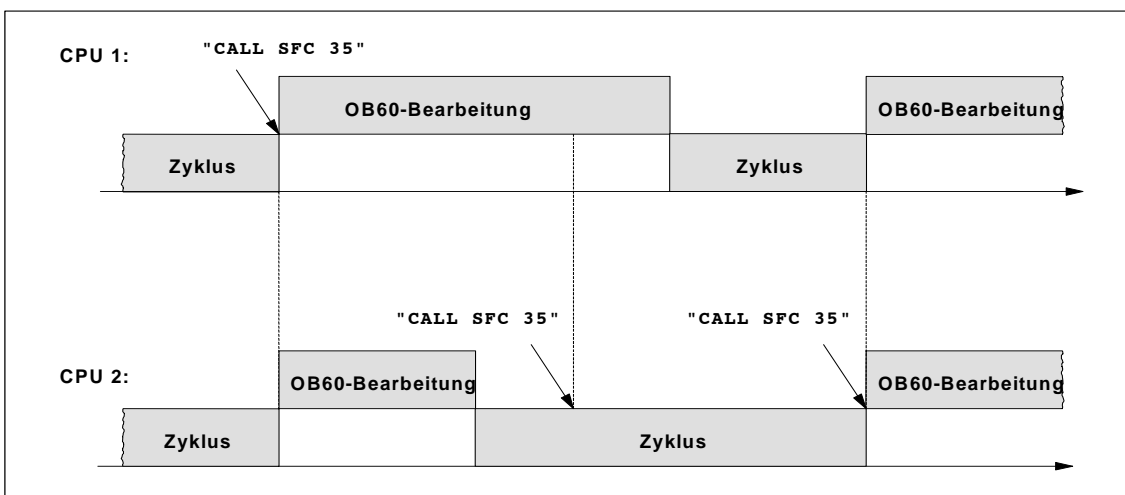 CPU 1:
"CALL SFC 35"
OB60-Bearbeitung
OB60-Bearbeitung
Zyklus
Zyklus
"CALL SFC 35"
"CALL SFC 35"
CPU 2:
OB60-Bearbeitung
OB60-Bearbeitung
Zyklus
Zyklus